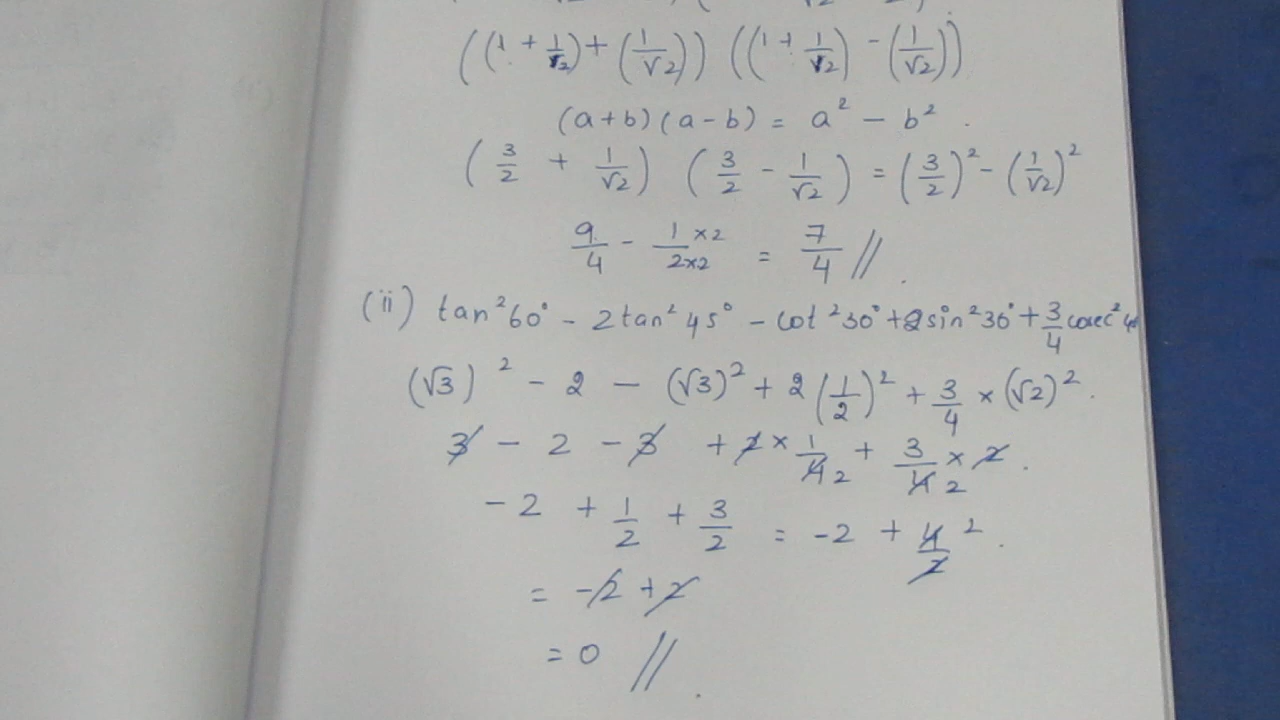 ((1 + 1/√2) + (1/√2)) ((1 + 1/√2) - (1/√2))
(a+b)(a-b) = a² - b².
(3/2 + 1/√2) (3/2 - 1/√2) = (3/2)² - (1/√2)²
9/4 - 1×2/2×2 = 7/4 //.
(ii) tan²60° - 2tan²45° - cot²30° + 2sin²30° + 3/4 cosec²4
(√3)² - 2 - (√3)² + 2(1/2)² + 3/4 × (√2)².
3 - 2 - 3 + 2 × 1/4 2 + 3/4 2 × 2.
-2 + 1/2 + 3/2 = -2 + 4/2 2.
= -2 + 2
= 0 //.